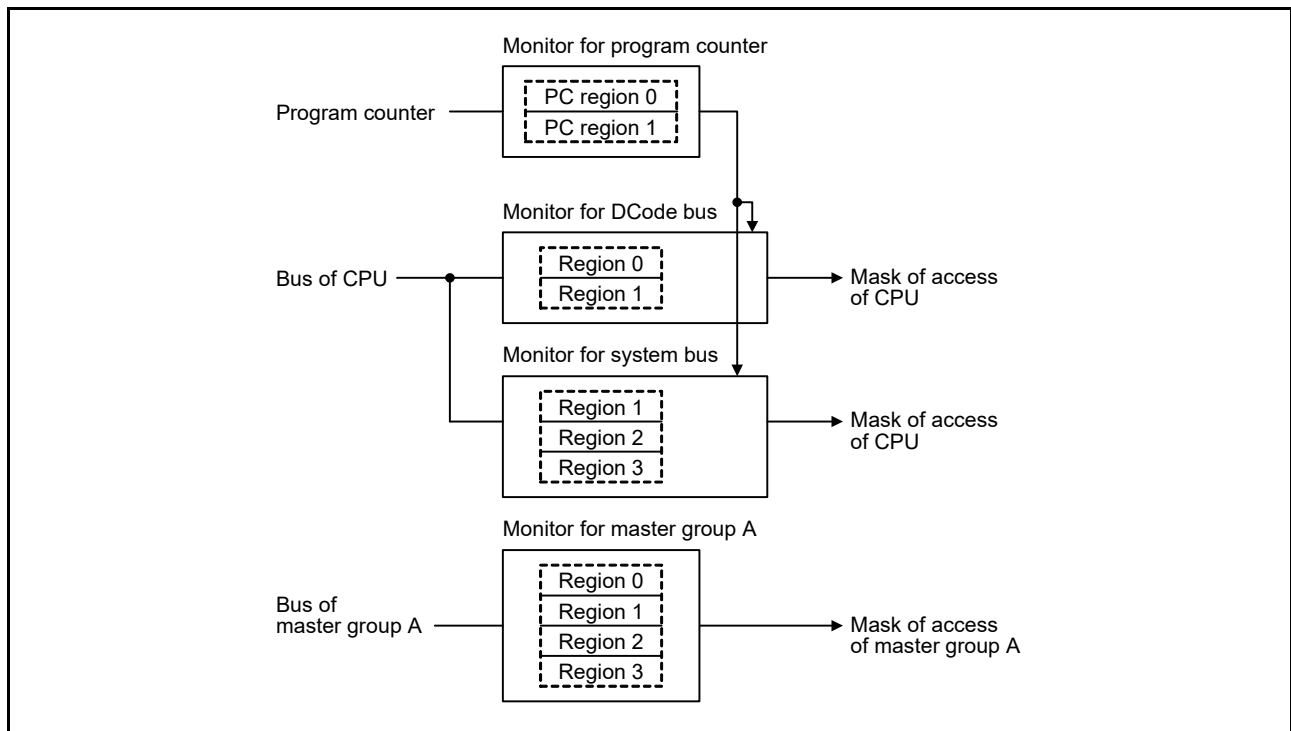 Monitor for program counter
Program counter
PC region 0
PC region 1
Monitor for DCode bus
Bus of CPU
Region 0
Region 1
Mask of access
of CPU
Monitor for system bus
Region 1
Region 2
Region 3
Mask of access
of CPU
Monitor for master group A
Bus of
master group A
Region 0
Region 1
Region 2
Region 3
Mask of access
of master group A